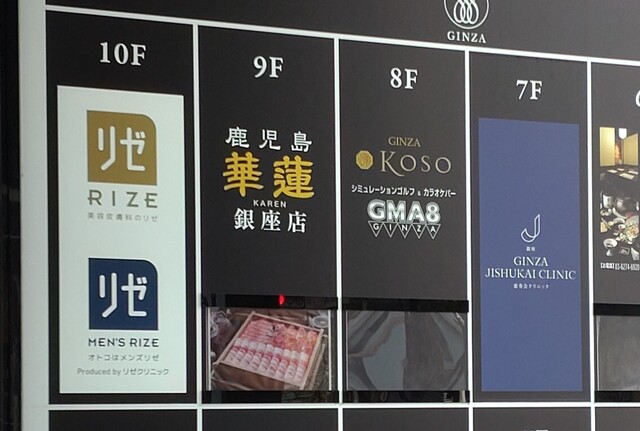 GINZA
10F
リゼ
RIZE
美容皮膚科のリゼ
リゼ
MEN'S RIZE
オトコはメンズリゼ
Produced by リゼクリニック
9F
鹿児島
華蓮
KAREN
銀座店
8F
GINZA
KOSO
シミュレーションゴルフ & カラオケバー
GMA8
GINZA
7F
銀座
GINZA
JISHUKAI CLINIC